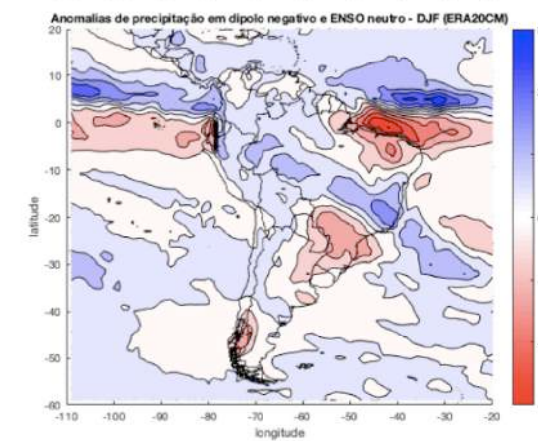 Anomalias de precipitação em dipolo negativo e ENSO neutro - DJF (ERA20CM)
20
10
0
-10
-20
-30
-40
-50
-60
latitude
-110 -100 -90 -80 -70 -60 -50 -40 -30 -20
longitude